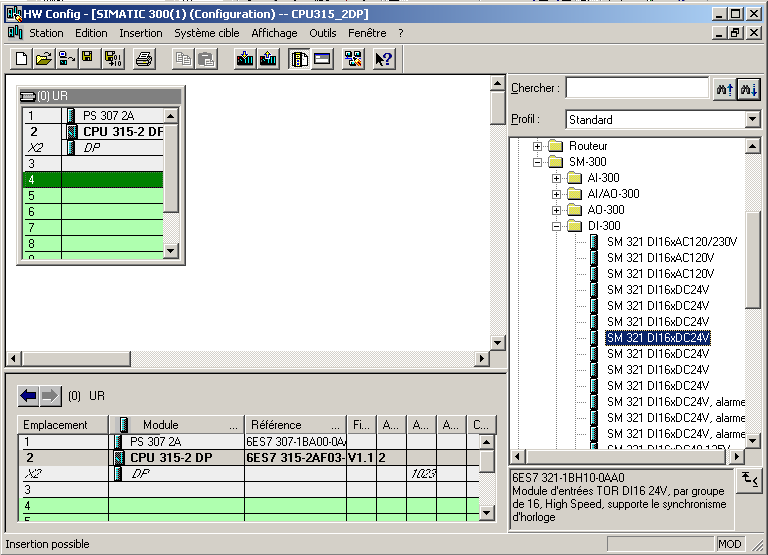 HW Config - [SIMATIC 300(1) (Configuration) -- CPU315_2DP]
Station Edition Insertion Système cible Affichage Outils Fenêtre ?
(0) UR
1 PS 307 2A
2 CPU 315-2 DP
X2 DP
3
4
5
6
7
8
9
Chercher :
Profil : Standard
Routeur
SM-300
AI-300
AI/AO-300
AO-300
DI-300
SM 321 DI16xAC120/230V
SM 321 DI16xAC120V
SM 321 DI16xAC120V
SM 321 DI16xDC24V
SM 321 DI16xDC24V
SM 321 DI16xDC24V
SM 321 DI16xDC24V
SM 321 DI16xDC24V
SM 321 DI16xDC24V
SM 321 DI16xDC24V, alarme
SM 321 DI16xDC24V, alarme
SM 321 DI16xDC24V, alarme
(0) UR
Emplacement Module ... Référence ... Fi... A... A... A... C...
1 PS 307 2A 6ES7 307-1BA00-0A
2 CPU 315-2 DP 6ES7 315-2AF03- V1.1 2
X2 DP 1023
3
4
5
6ES7 321-1BH10-0AA0
Module d'entrées TOR DI16 24V, par groupe
de 16, High Speed, supporte le synchronisme
d'horloge
Insertion possible
MOD